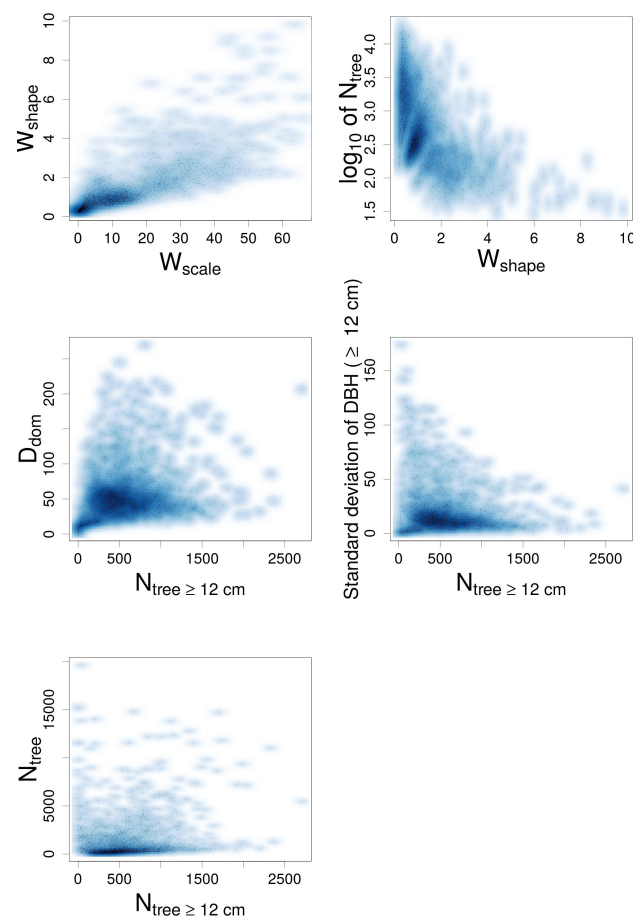 W_shape
0 2 4 6 8 10
0 10 20 30 40 50 60
W_scale
log_10 of N_tree
1.5 2.0 2.5 3.0 3.5 4.0
0 2 4 6 8 10
W_shape
D_dom
0 50 100 200
0 500 1500 2500
N_tree ≥ 12 cm
Standard deviation of DBH ( ≥ 12 cm)
0 50 100 150
0 500 1500 2500
N_tree ≥ 12 cm
N_tree
0 5000 15000
0 500 1500 2500
N_tree ≥ 12 cm